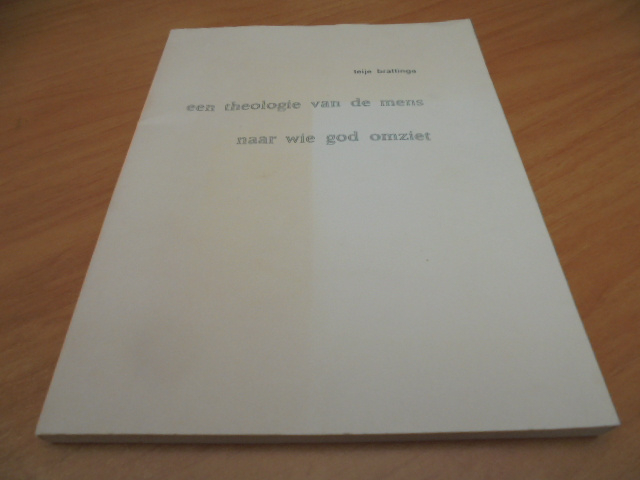 teije brattinga
een theologie van de mens
naar wie god omziet